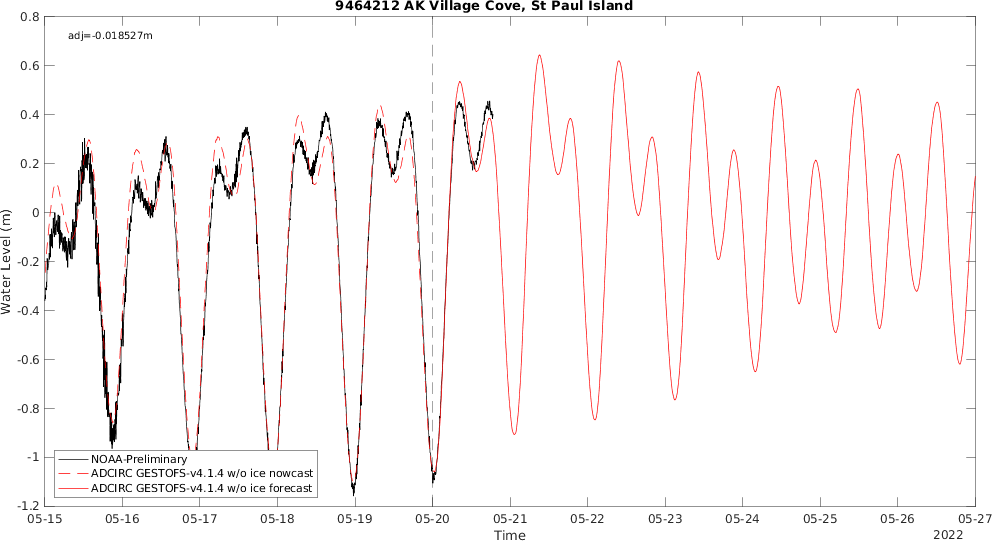 9464212 AK Village Cove, St Paul Island
adj=-0.018527m
0.8
0.6
0.4
0.2
0
-0.2
-0.4
-0.6
-0.8
-1
-1.2
Water Level (m)
NOAA-Preliminary
ADCIRC GESTOFS-v4.1.4 w/o ice nowcast
ADCIRC GESTOFS-v4.1.4 w/o ice forecast
05-15 05-16 05-17 05-18 05-19 05-20 05-21 05-22 05-23 05-24 05-25 05-26 05-27
Time
2022